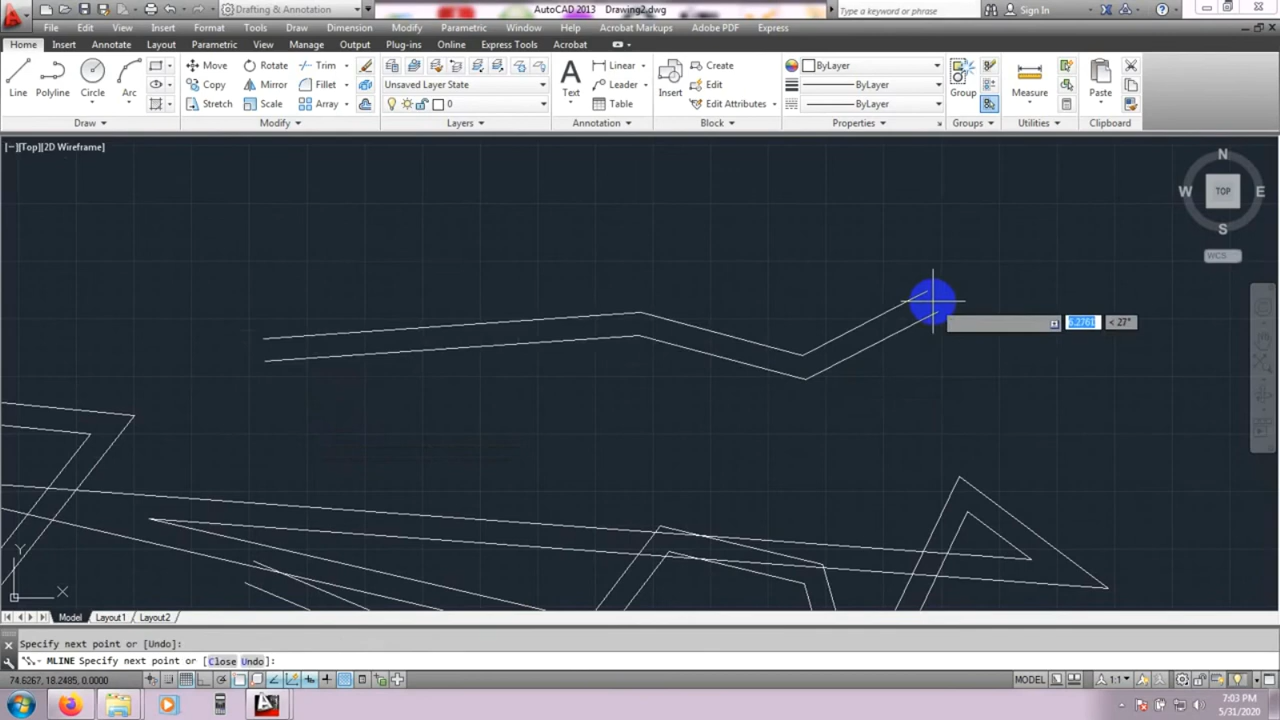 Drafting & Annotation
AutoCAD 2013 Drawing2.dwg
Type a keyword or phrase
Sign In
File Edit View Insert Format Tools Draw Dimension Modify Parametric Window Help Acrobat Markups Adobe PDF Express
Home Insert Annotate Layout Parametric View Manage Output Plug-ins Online Express Tools Acrobat
Move Rotate Trim
Linear
Create
ByLayer
Copy Mirror Fillet
Unsaved Layer State
Leader
Edit
ByLayer
Line Polyline Circle Arc
Text
Insert
Group
Measure
Paste
Stretch Scale Array
0
Table
Edit Attributes
ByLayer
Draw Modify Layers Annotation Block Properties Groups Utilities Clipboard
[−][Top][2D Wireframe]
N
W TOP E
S
WCS
6.2761 < 27°
Y
X
Model Layout1 Layout2
Specify next point or [Undo]:
MLINE Specify next point or [Close Undo]:
74.6267, 18.2485, 0.0000
MODEL
1:1
7:03 PM
5/31/2020